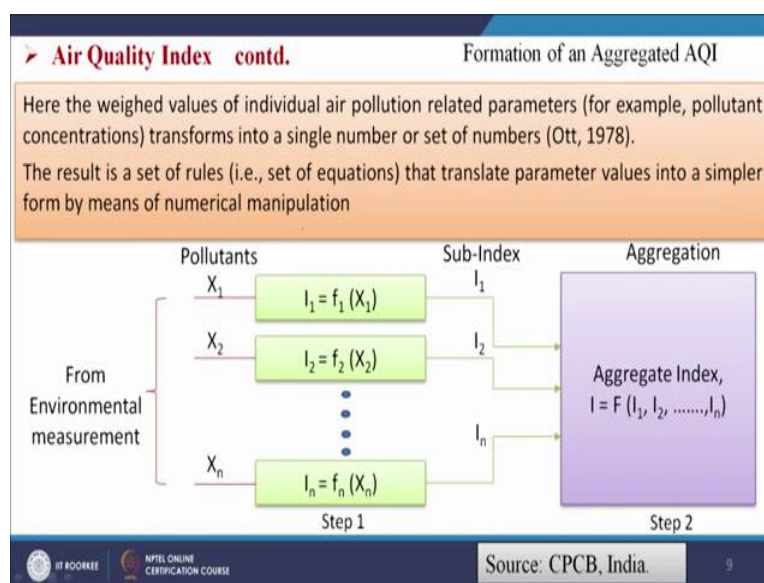 ➤ Air Quality Index contd.
Formation of an Aggregated AQI
Here the weighed values of individual air pollution related parameters (for example, pollutant
concentrations) transforms into a single number or set of numbers (Ott, 1978).
The result is a set of rules (i.e., set of equations) that translate parameter values into a simpler
form by means of numerical manipulation
Pollutants
Sub-Index
Aggregation
X₁
I₁ = f₁ (X₁)
I₁
X₂
I₂ = f₂ (X₂)
I₂
From
Environmental
measurement
Aggregate Index,
I = F (I₁, I₂, .......,Iₙ)
Xₙ
Iₙ = fₙ (Xₙ)
Iₙ
Step 1
Step 2
IIT ROORKEE
NPTEL ONLINE
CERTIFICATION COURSE
Source: CPCB, India.
9